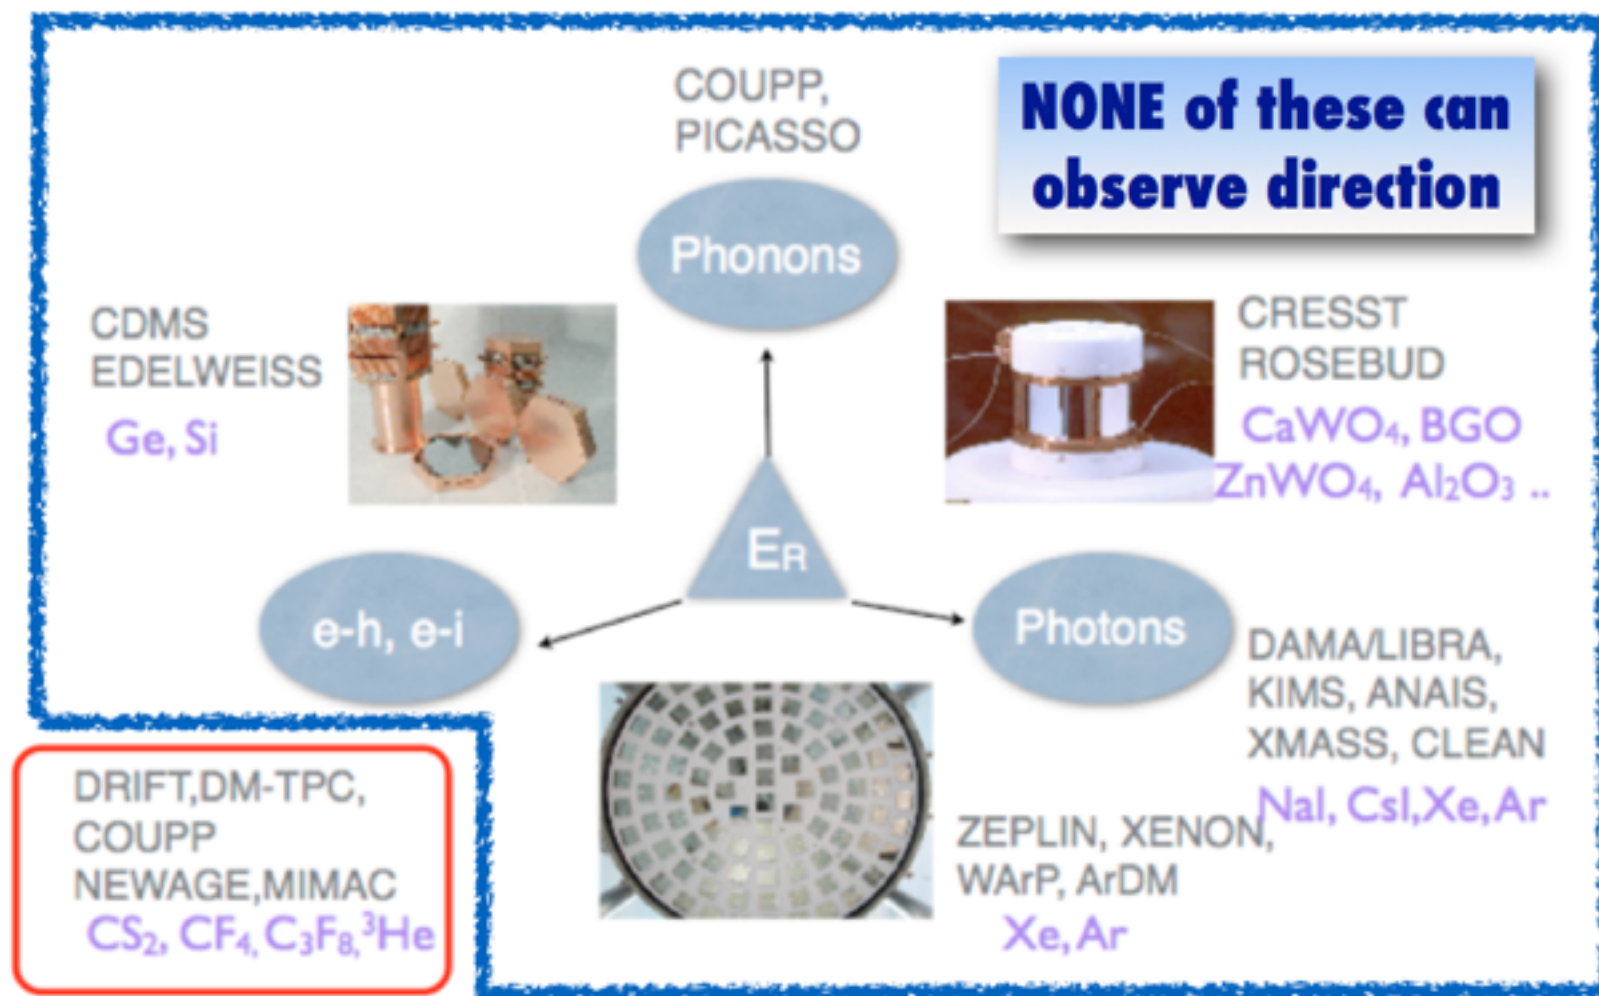 COUPP,
PICASSO
NONE of these can
observe direction
Phonons
CDMS
EDELWEISS
Ge, Si
CRESST
ROSEBUD
CaWO₄, BGO
ZnWO₄, Al₂O₃ ..
E_R
e-h, e-i
Photons
DAMA/LIBRA,
KIMS, ANAIS,
XMASS, CLEAN
NaI, CsI,Xe,Ar
DRIFT,DM-TPC,
COUPP
NEWAGE,MIMAC
CS₂, CF₄, C₃F₈,³He
ZEPLIN, XENON,
WArP, ArDM
Xe,Ar